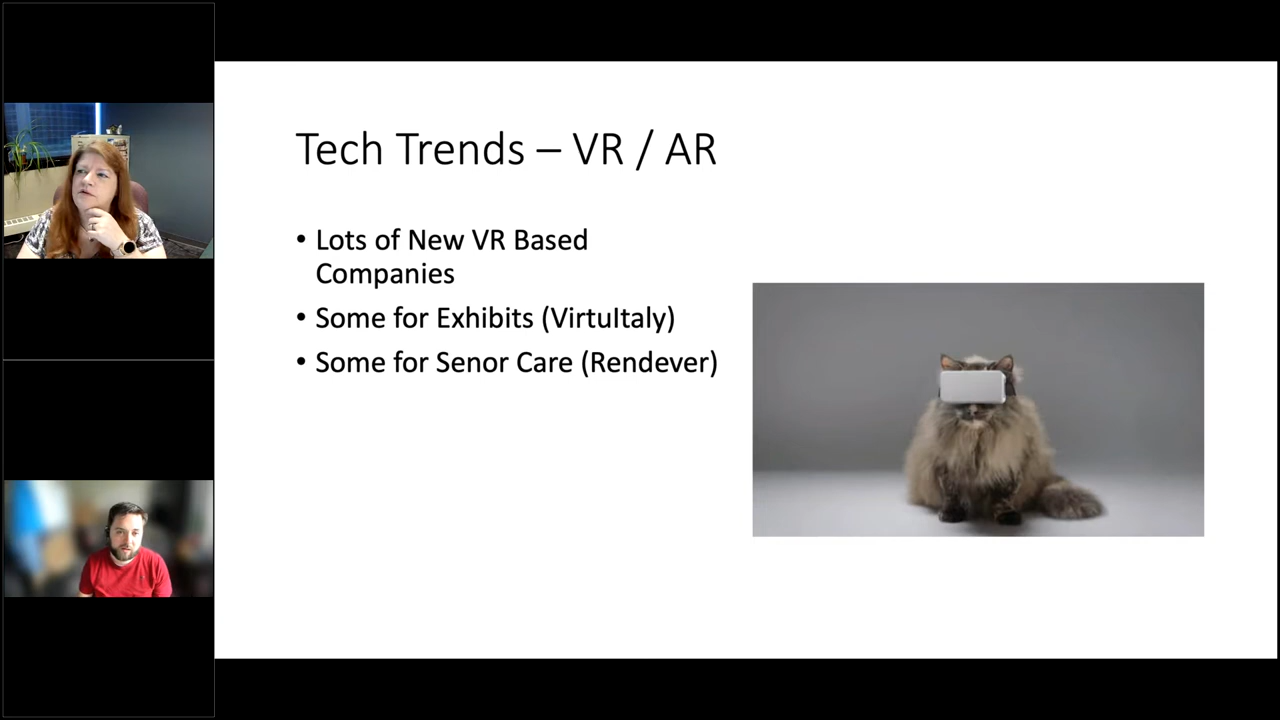 Tech Trends – VR / AR
• Lots of New VR Based
Companies
• Some for Exhibits (VirtuItaly)
• Some for Senor Care (Rendever)